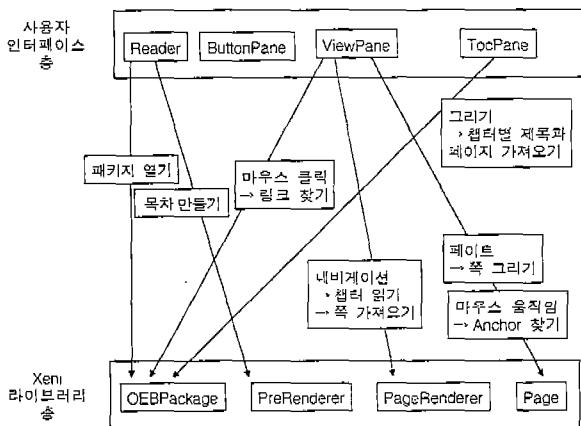 사용자
인터페이스
층
Reader
ButtonPane
ViewPane
TocPane
그리기
→ 챕터별 제목과
페이지 가져오기
패키지 열기
마우스 클릭
→ 링크 찾기
목차 만들기
네비게이션
→ 챕터 읽기
→ 쪽 가져오기
페이트
→ 쪽 그리기
마우스 움직임
→ Anchor 찾기
Xeni
라이브러리
층
OEBPackage
PreRenderer
PageRenderer
Page